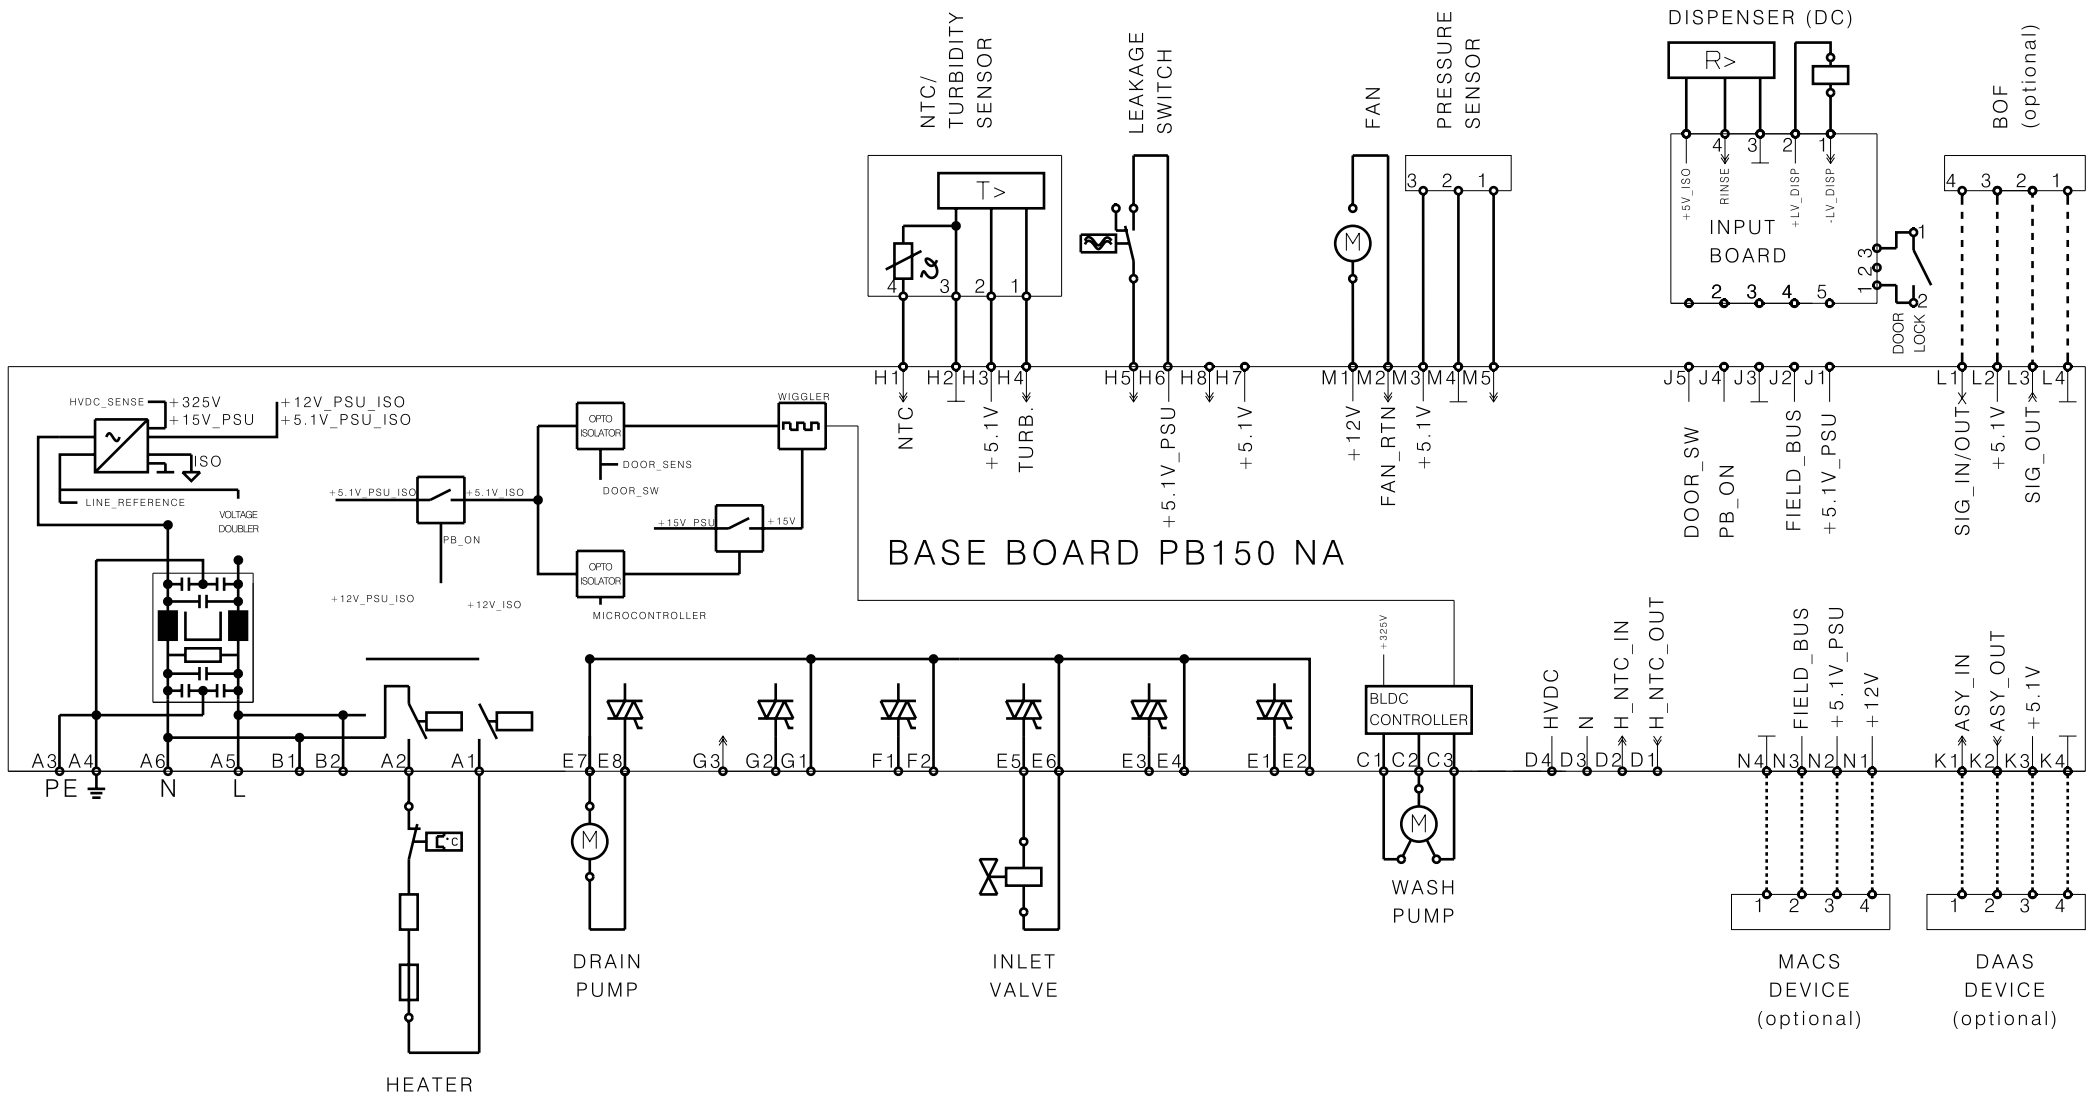 DISPENSER (DC)
NTC/
TURBIDITY
SENSOR
LEAKAGE
SWITCH
FAN
PRESSURE
SENSOR
BOF
(optional)
R>
T>
4 3 2 1
+5V_ISO
RINSE
+LV_DISP
-LV_DISP
INPUT
BOARD
3 2 1
1
2
DOOR
LOCK
2 3 4 5
4 3 2 1
M
3 2 1
4 3 2 1
H1 H2 H3 H4 H5 H6 H8 H7 M1 M2 M3 M4 M5 J5 J4 J3 J2 J1 L1 L2 L3 L4
NTC
+5.1V
TURB.
+5.1V_PSU
+5.1V
+12V
FAN_RTN
+5.1V
DOOR_SW
PB_ON
FIELD_BUS
+5.1V_PSU
SIG_IN/OUT
+5.1V
SIG_OUT
HVDC_SENSE
+325V
+15V_PSU
+12V_PSU_ISO
+5.1V_PSU_ISO
ISO
LINE_REFERENCE
VOLTAGE
DOUBLER
WIGGLER
OPTO
ISOLATOR
DOOR_SENS
DOOR_SW
+5.1V_PSU_ISO
+5.1V_ISO
PB_ON
+15V_PSU
+15V
OPTO
ISOLATOR
MICROCONTROLLER
+12V_PSU_ISO
+12V_ISO
BASE BOARD PB150 NA
+325V
BLDC
CONTROLLER
HVDC
N
H_NTC_IN
H_NTC_OUT
FIELD_BUS
+5.1V_PSU
+12V
ASY_IN
ASY_OUT
+5.1V
A3 A4 A6 A5 B1 B2 A2 A1 E7 E8 G3 G2 G1 F1 F2 E5 E6 E3 E4 E1 E2 C1 C2 C3 D4 D3 D2 D1 N4 N3 N2 N1 K1 K2 K3 K4
PE
N
L
°C
M
M
1 2 3 4
1 2 3 4
HEATER
DRAIN
PUMP
INLET
VALVE
WASH
PUMP
MACS
DEVICE
(optional)
DAAS
DEVICE
(optional)